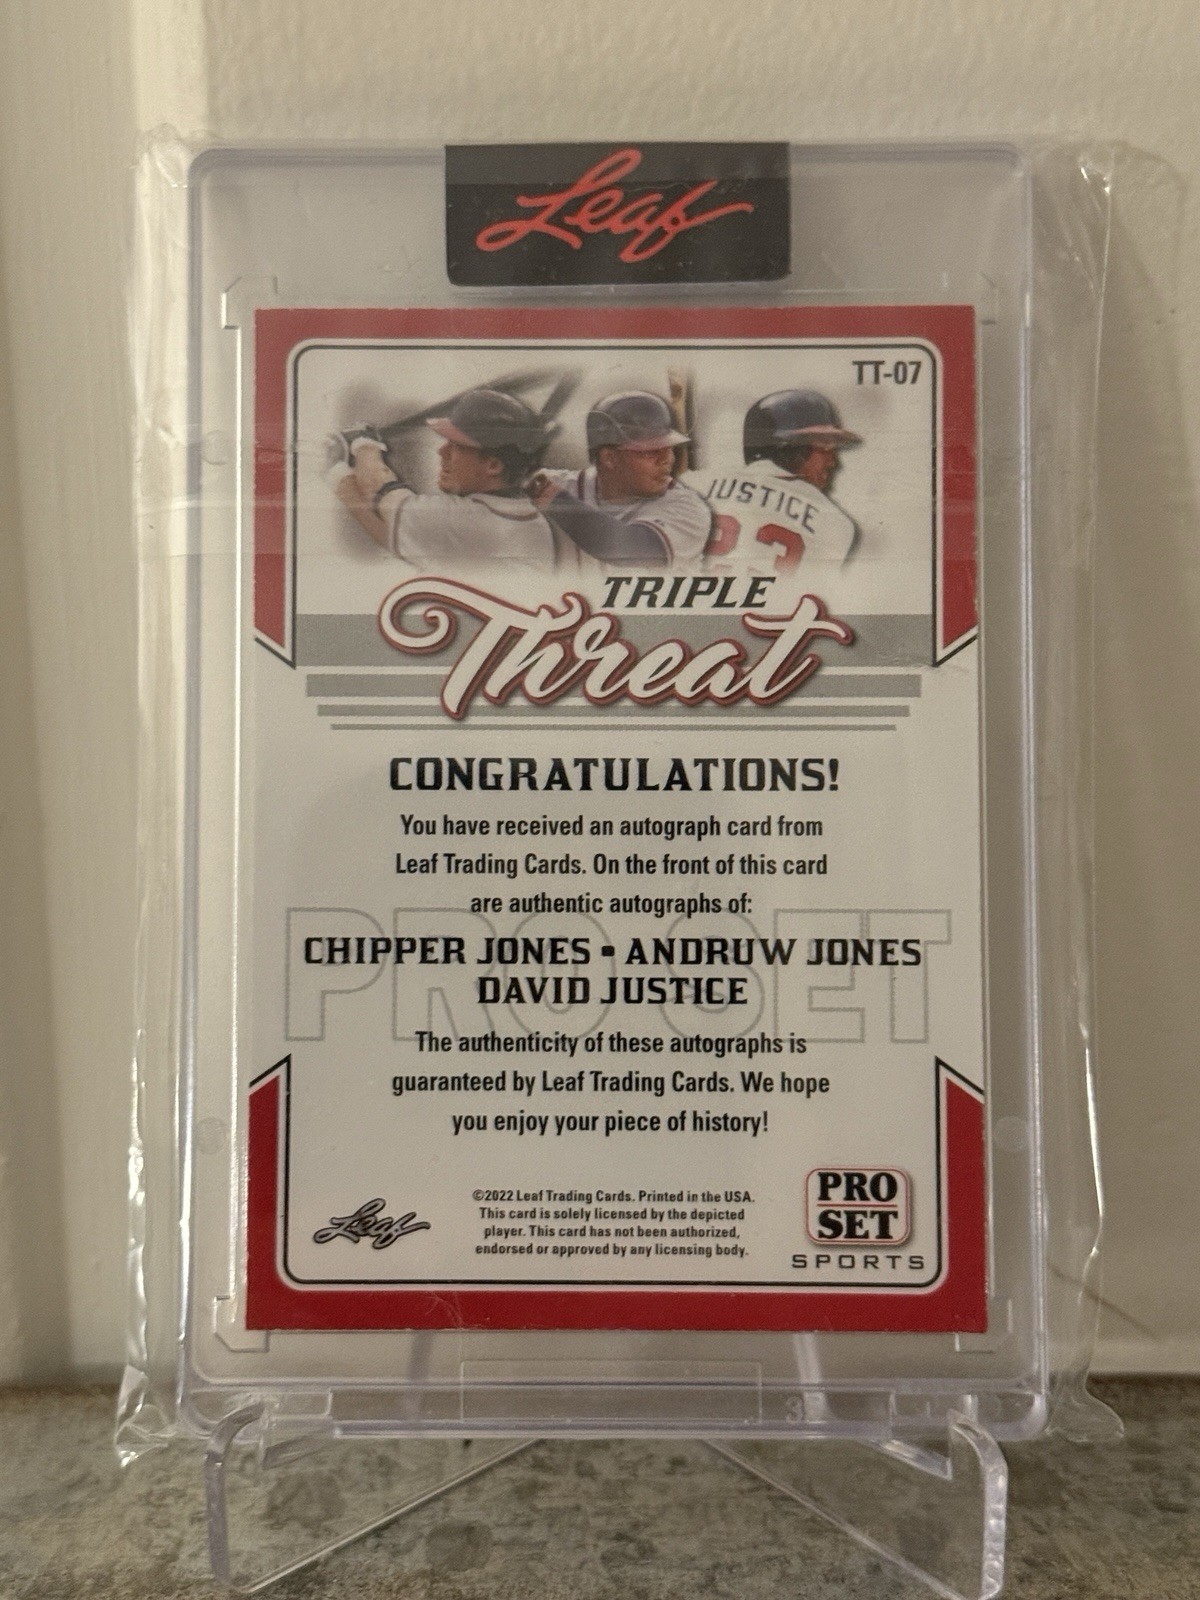 Leaf
TT-07
JUSTICE
23
TRIPLE
Threat
CONGRATULATIONS!
You have received an autograph card from
Leaf Trading Cards. On the front of this card
are authentic autographs of:
PRO SET
CHIPPER JONES ▪ ANDRUW JONES
DAVID JUSTICE
The authenticity of these autographs is
guaranteed by Leaf Trading Cards. We hope
you enjoy your piece of history!
Leaf
©2022 Leaf Trading Cards. Printed in the USA.
This card is solely licensed by the depicted
player. This card has not been authorized,
endorsed or approved by any licensing body.
PRO
SET
SPORTS